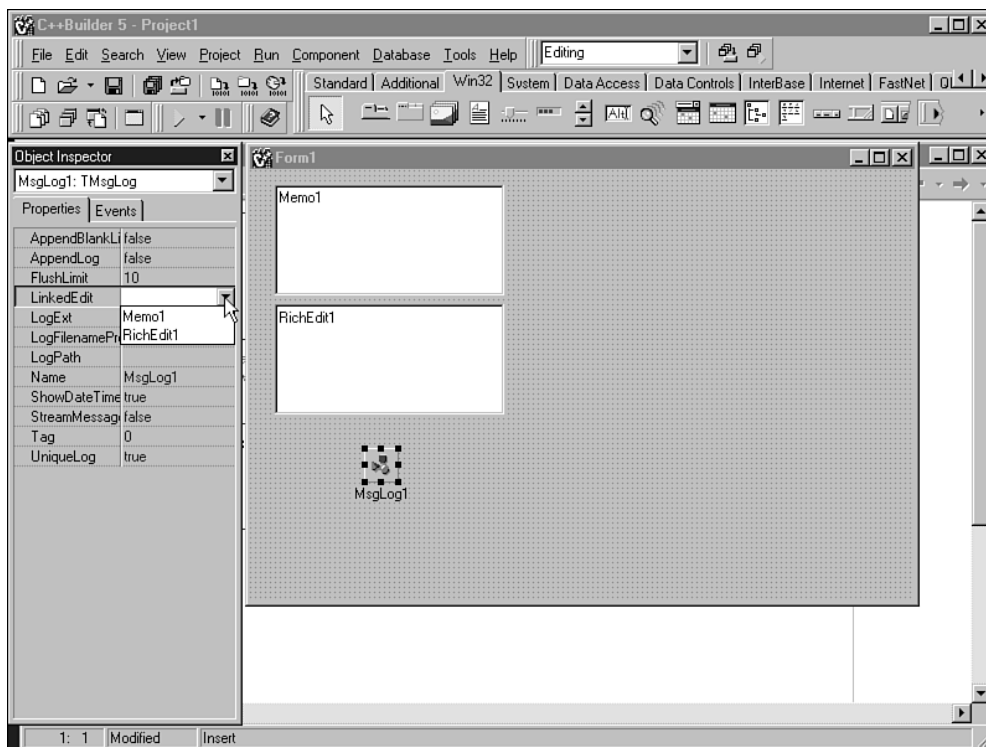 C++Builder 5 - Project1
File Edit Search View Project Run Component Database Tools Help Editing
Standard Additional Win32 System Data Access Data Controls InterBase Internet FastNet
Object Inspector
MsgLog1: TMsgLog
Properties Events
AppendBlankLi false
AppendLog false
FlushLimit 10
LinkedEdit
LogExt Memo1
LogFilenamePr RichEdit1
LogPath
Name MsgLog1
ShowDateTime true
StreamMessag false
Tag 0
UniqueLog true
Form1
Memo1
RichEdit1
MsgLog1
1: 1 Modified Insert